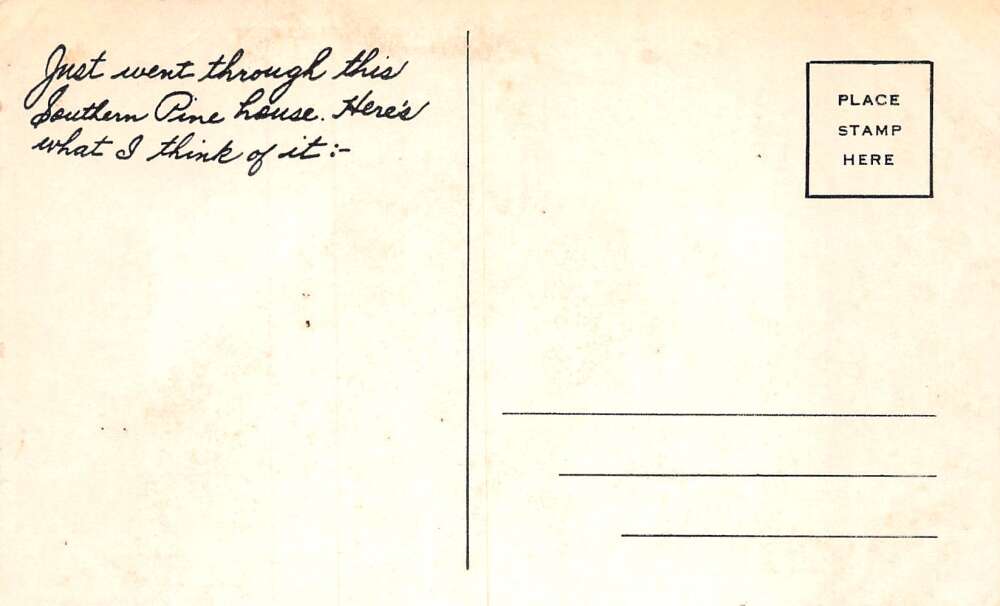 Just went through this
Southern Pine house. Here's
what I think of it:-
PLACE
STAMP
HERE